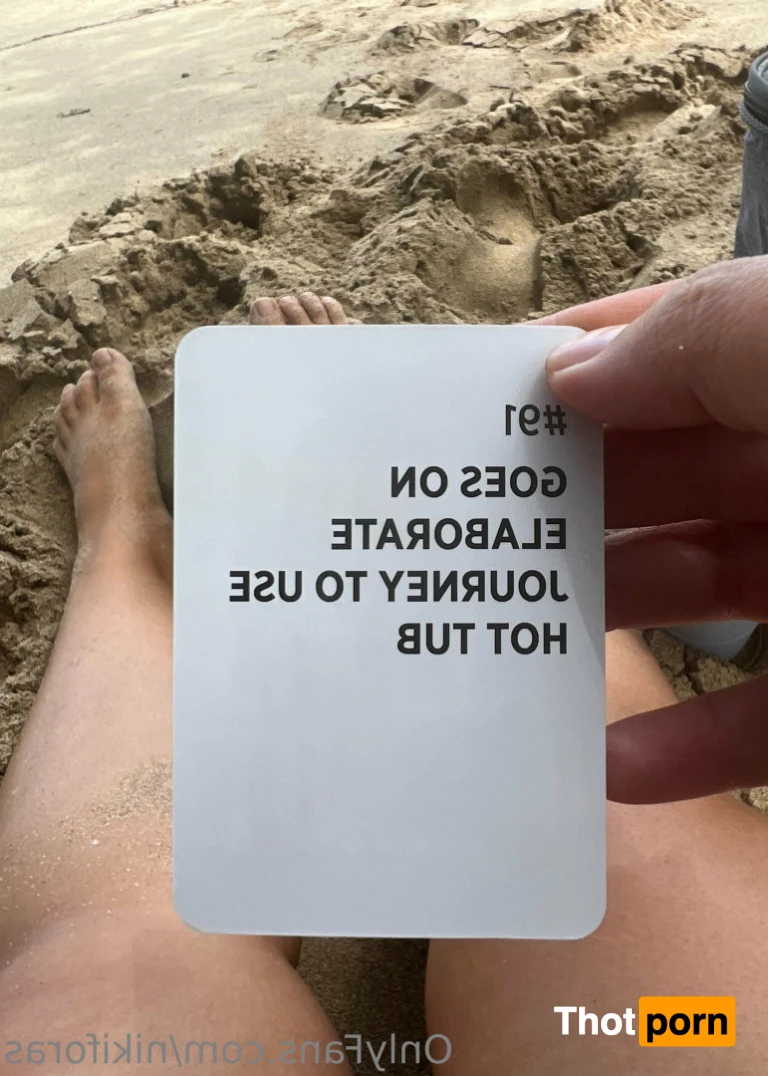 #91
GOES ON
ELABORATE
JOURNEY TO USE
HOT TUB
Thotporn
OnlyFans.com/nikiforas